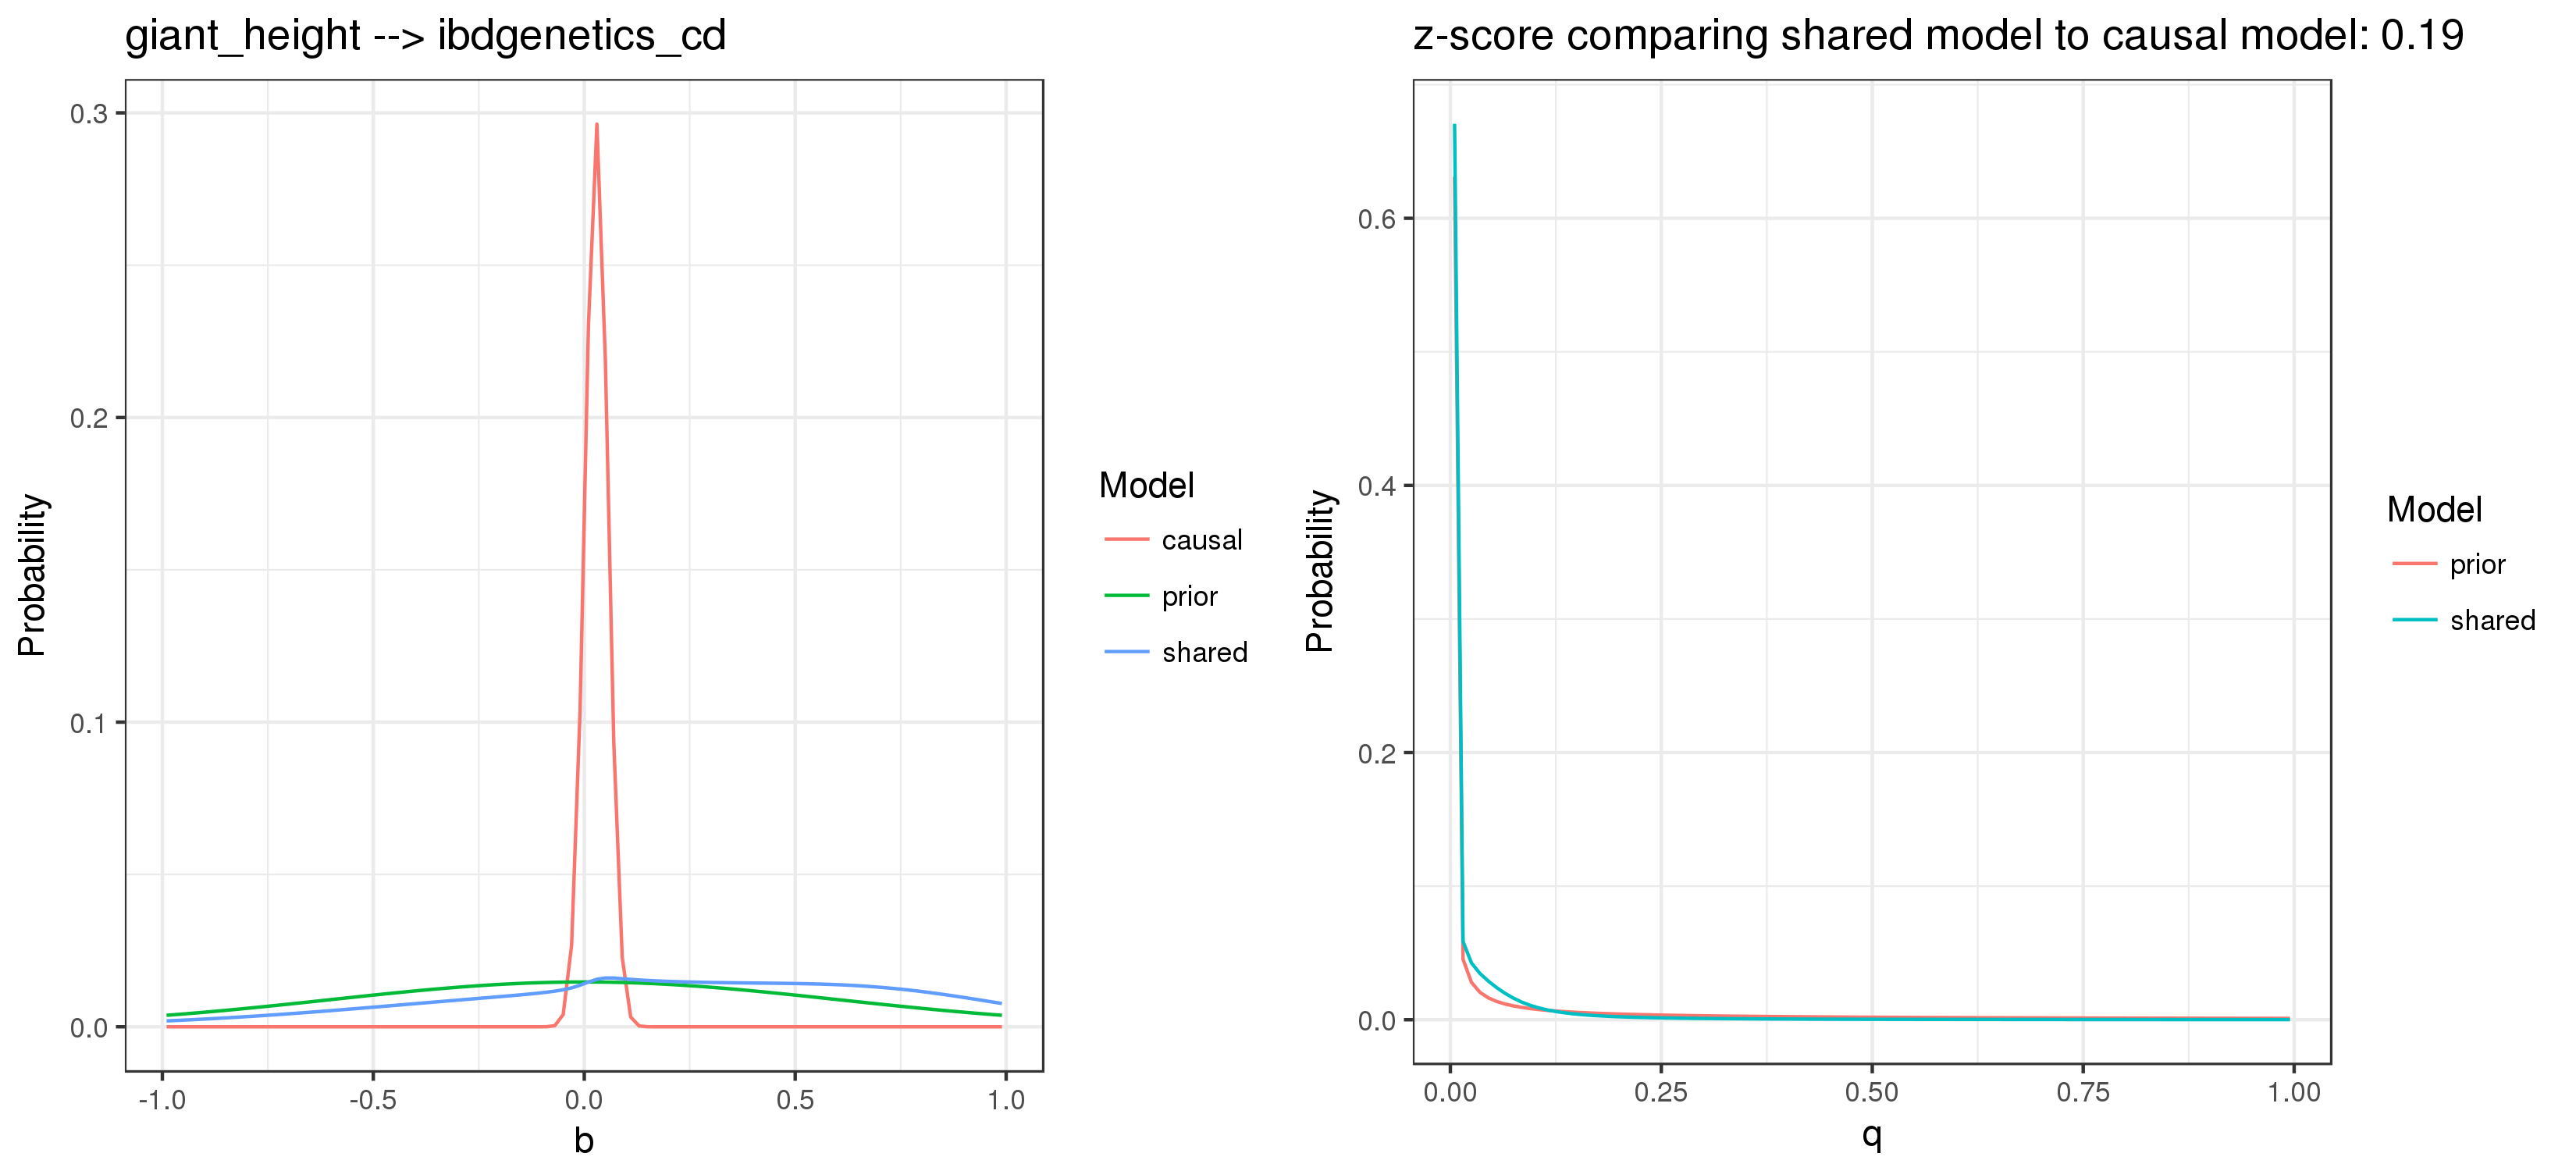 giant_height --> ibdgenetics_cd
Probability
0.3
0.2
0.1
0.0
-1.0 -0.5 0.0 0.5 1.0
b
Model
causal
prior
shared
z-score comparing shared model to causal model: 0.19
Probability
0.6
0.4
0.2
0.0
0.00 0.25 0.50 0.75 1.00
q
Model
prior
shared